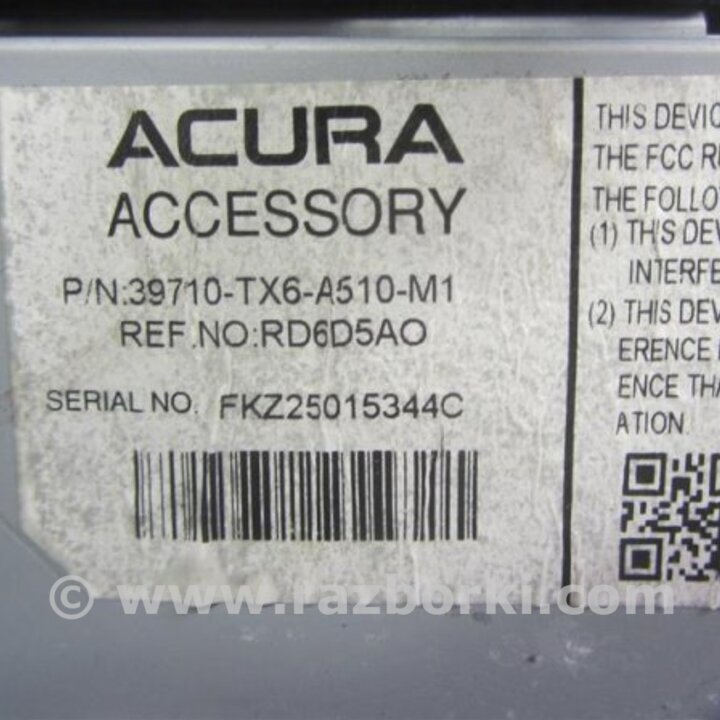 ACURA
ACCESSORY
P/N:39710-TX6-A510-M1
REF.NO:RD6D5AO
SERIAL NO. FKZ25015344C
THIS DEVIC
THE FCC R
THE FOLLO
(1) THIS DEV
INTERFE
(2) THIS DEV
ERENCE
ENCE THA
ATION.
© www.razborki.com